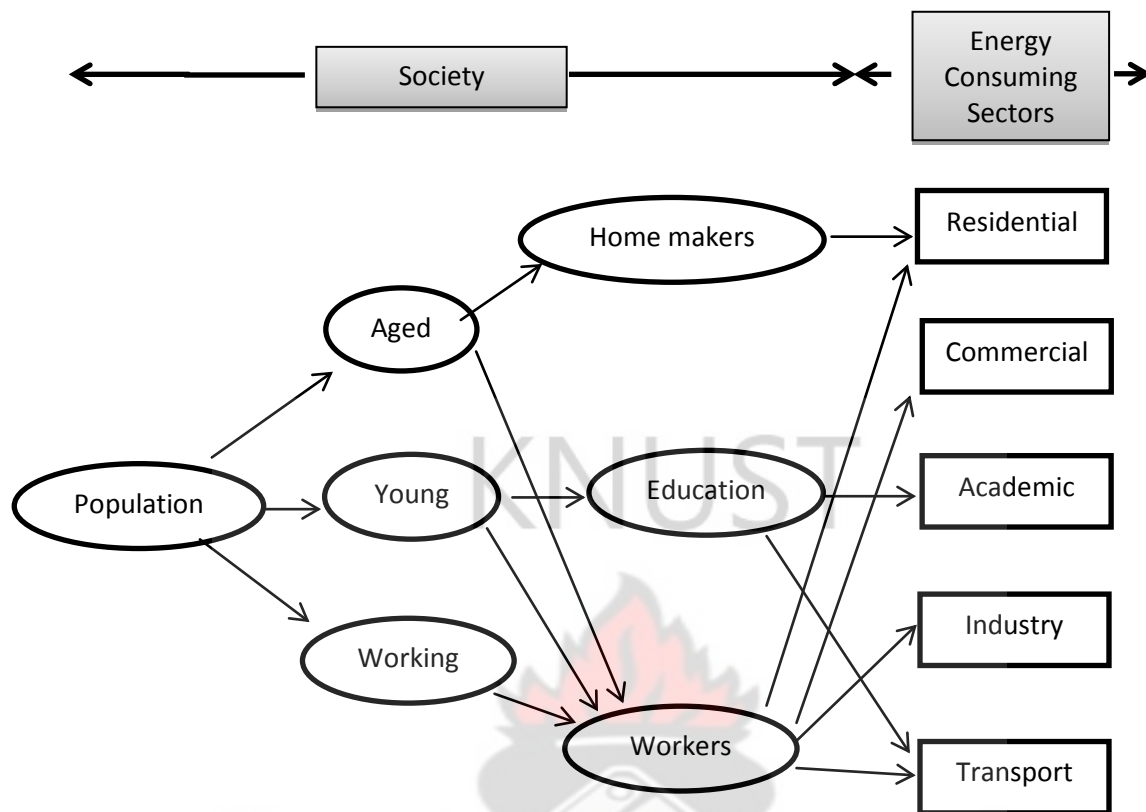 Society
Energy
Consuming
Sectors
Home makers
Residential
Aged
Commercial
KNUST
Population
Young
Education
Academic
Working
Industry
Workers
Transport